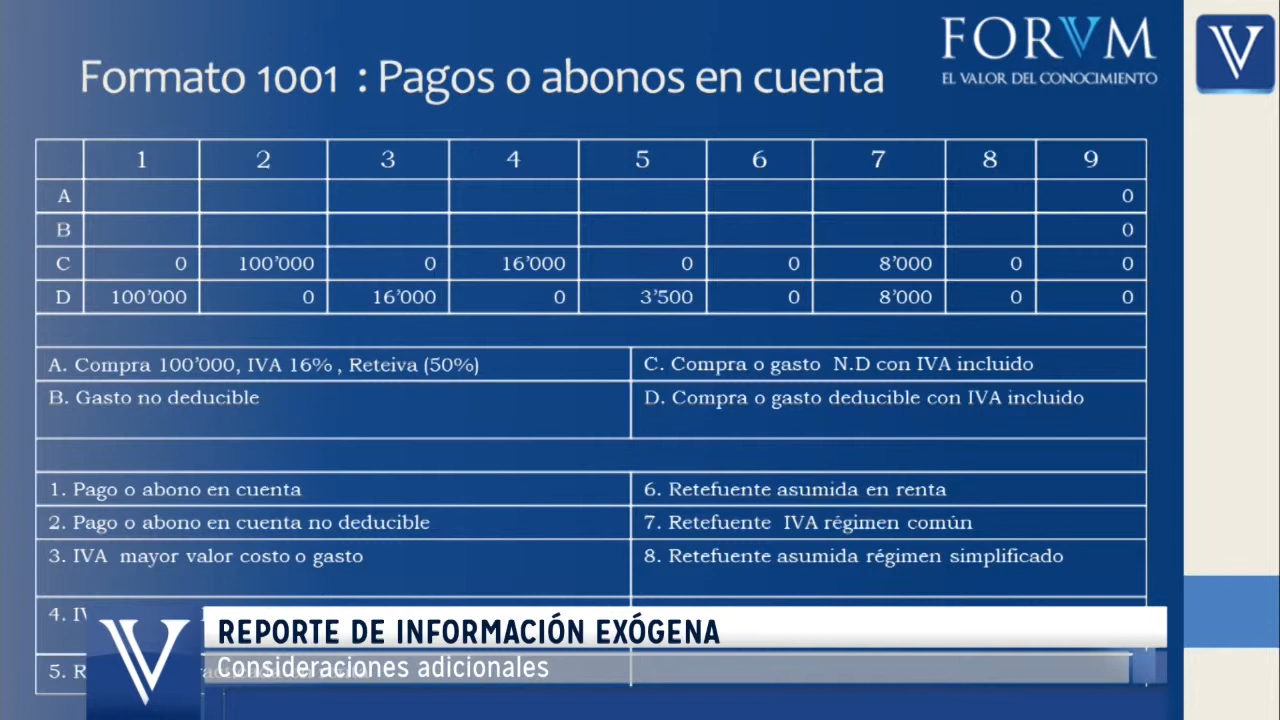 FORVM
EL VALOR DEL CONOCIMIENTO
V
Formato 1001 : Pagos o abonos en cuenta
1 2 3 4 5 6 7 8 9
A 0
B 0
C 0 100’000 0 16’000 0 0 8’000 0 0
D 100’000 0 16’000 0 3’500 0 8’000 0 0
A. Compra 100’000, IVA 16% , Reteiva (50%) C. Compra o gasto N.D con IVA incluido
B. Gasto no deducible D. Compra o gasto deducible con IVA incluido
1. Pago o abono en cuenta 6. Retefuente asumida en renta
2. Pago o abono en cuenta no deducible 7. Retefuente IVA régimen común
3. IVA mayor valor costo o gasto 8. Retefuente asumida régimen simplificado
4.
5.
V
REPORTE DE INFORMACIÓN EXÓGENA
Consideraciones adicionales